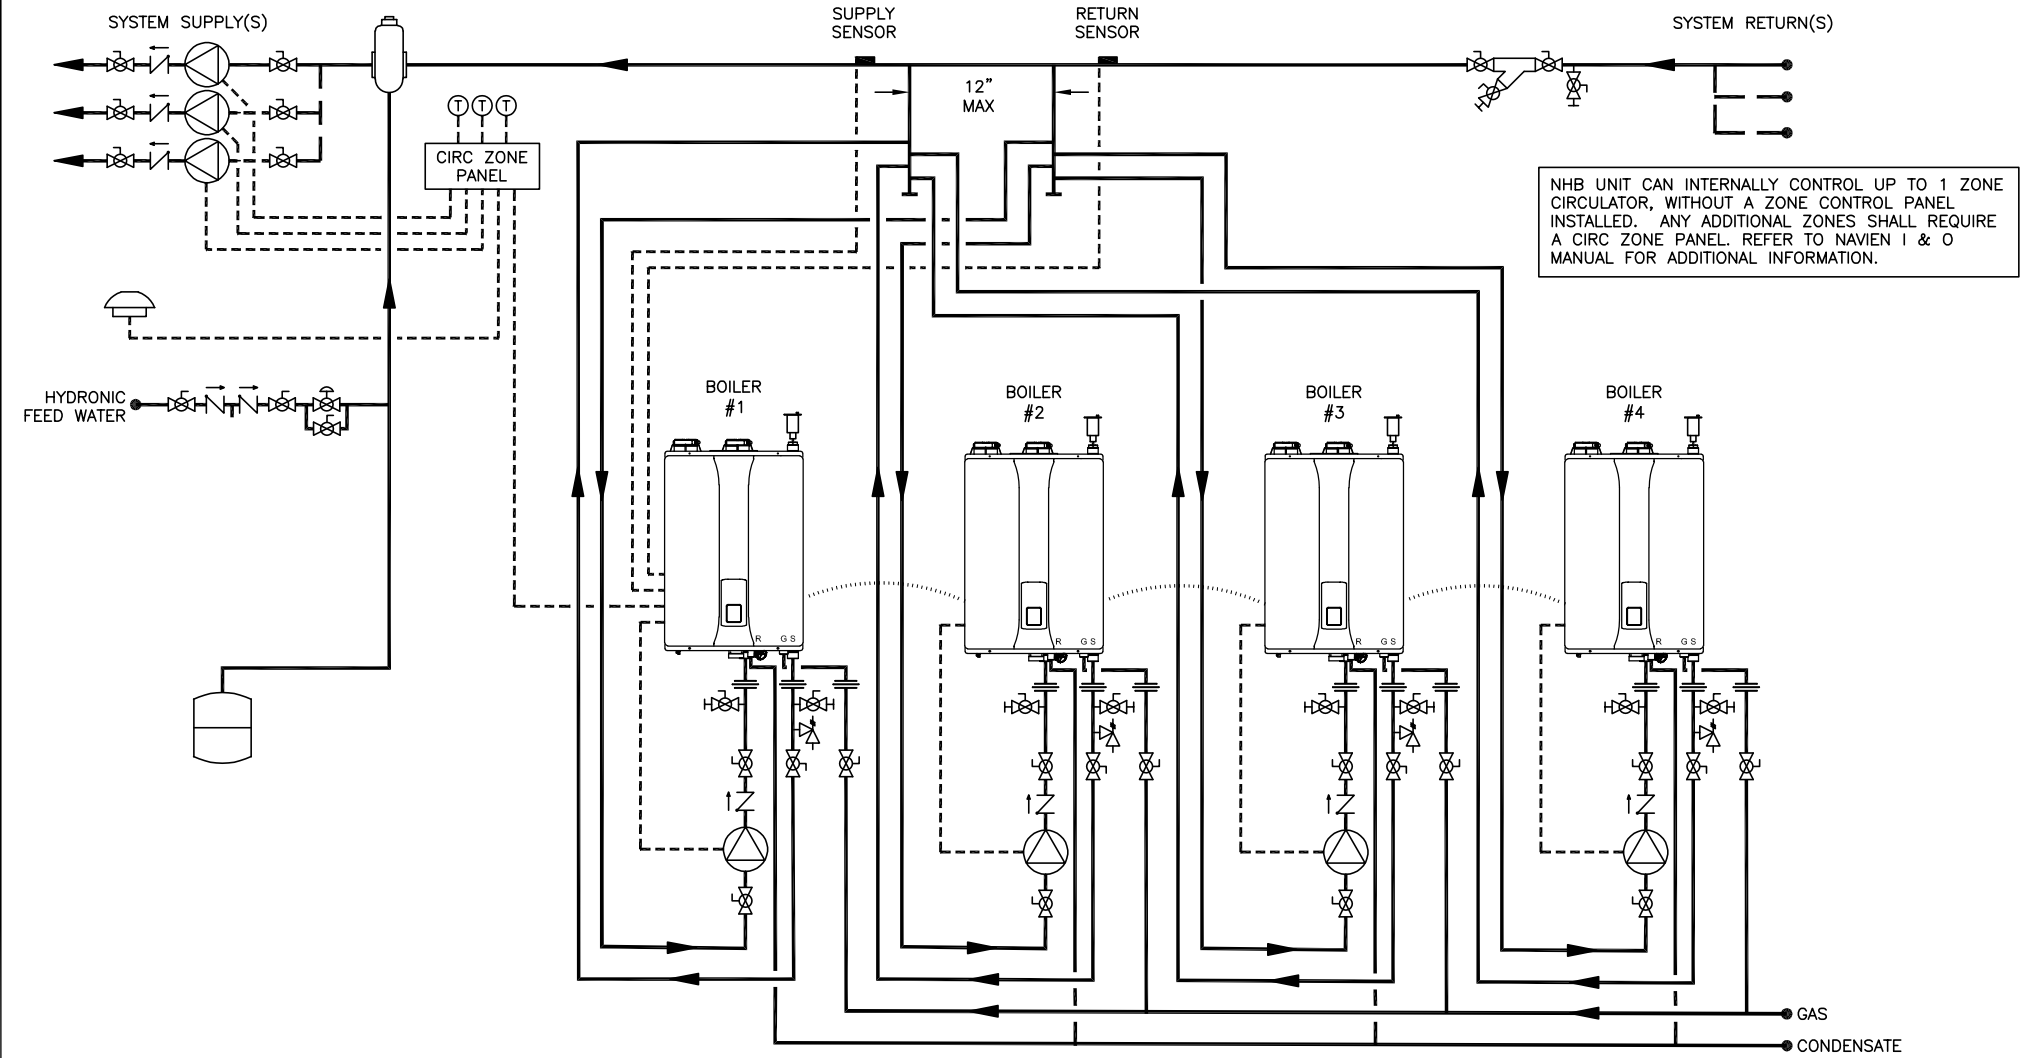 SYSTEM SUPPLY(S)
SUPPLY
SENSOR
RETURN
SENSOR
SYSTEM RETURN(S)
12”
MAX
T T T
CIRC ZONE
PANEL
NHB UNIT CAN INTERNALLY CONTROL UP TO 1 ZONE
CIRCULATOR, WITHOUT A ZONE CONTROL PANEL
INSTALLED. ANY ADDITIONAL ZONES SHALL REQUIRE
A CIRC ZONE PANEL. REFER TO NAVIEN I & O
MANUAL FOR ADDITIONAL INFORMATION.
HYDRONIC
FEED WATER
BOILER
#1
BOILER
#2
BOILER
#3
BOILER
#4
R G S
R G S
R G S
R G S
GAS
CONDENSATE